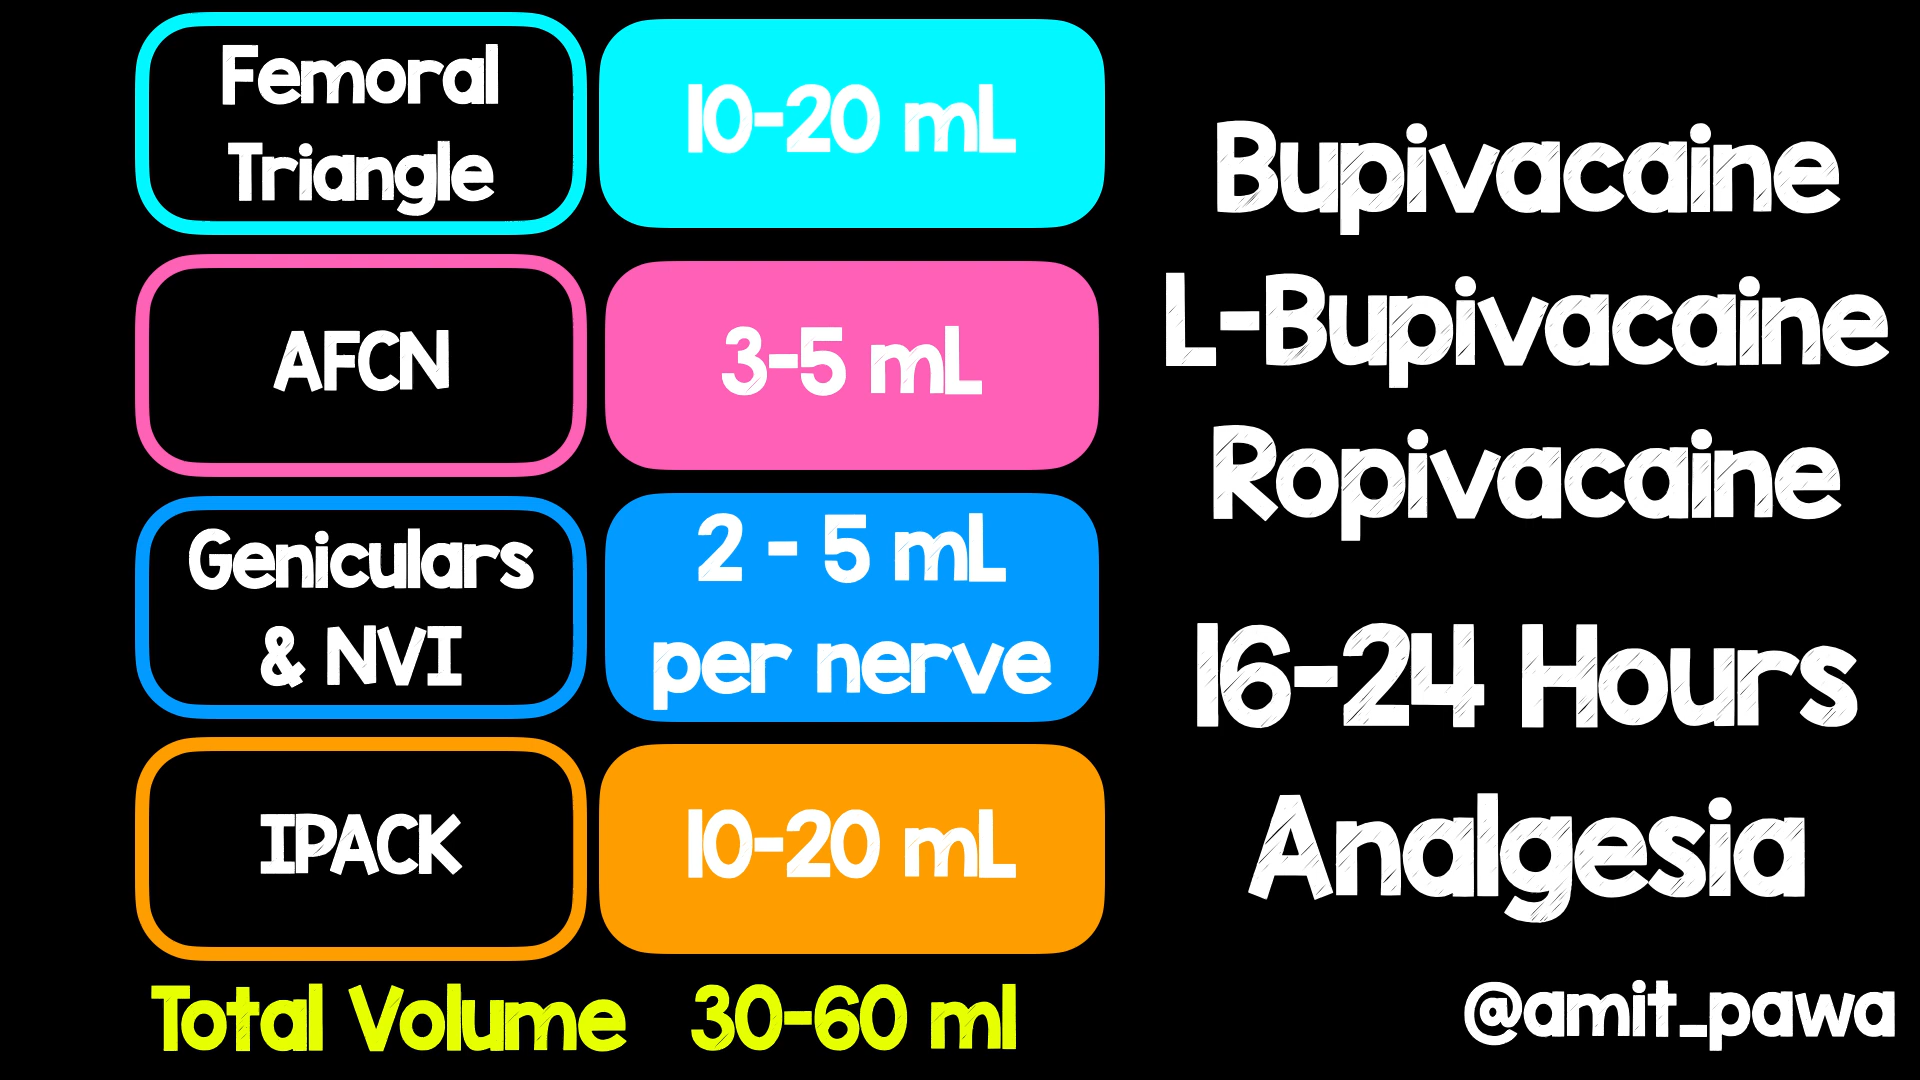 Femoral
Triangle
10-20 mL
AFCN
3-5 mL
Geniculars
& NVI
2 - 5 mL
per nerve
IPACK
10-20 mL
Total Volume 30-60 ml
Bupivacaine
L-Bupivacaine
Ropivacaine
16-24 Hours
Analgesia
@amit_pawa